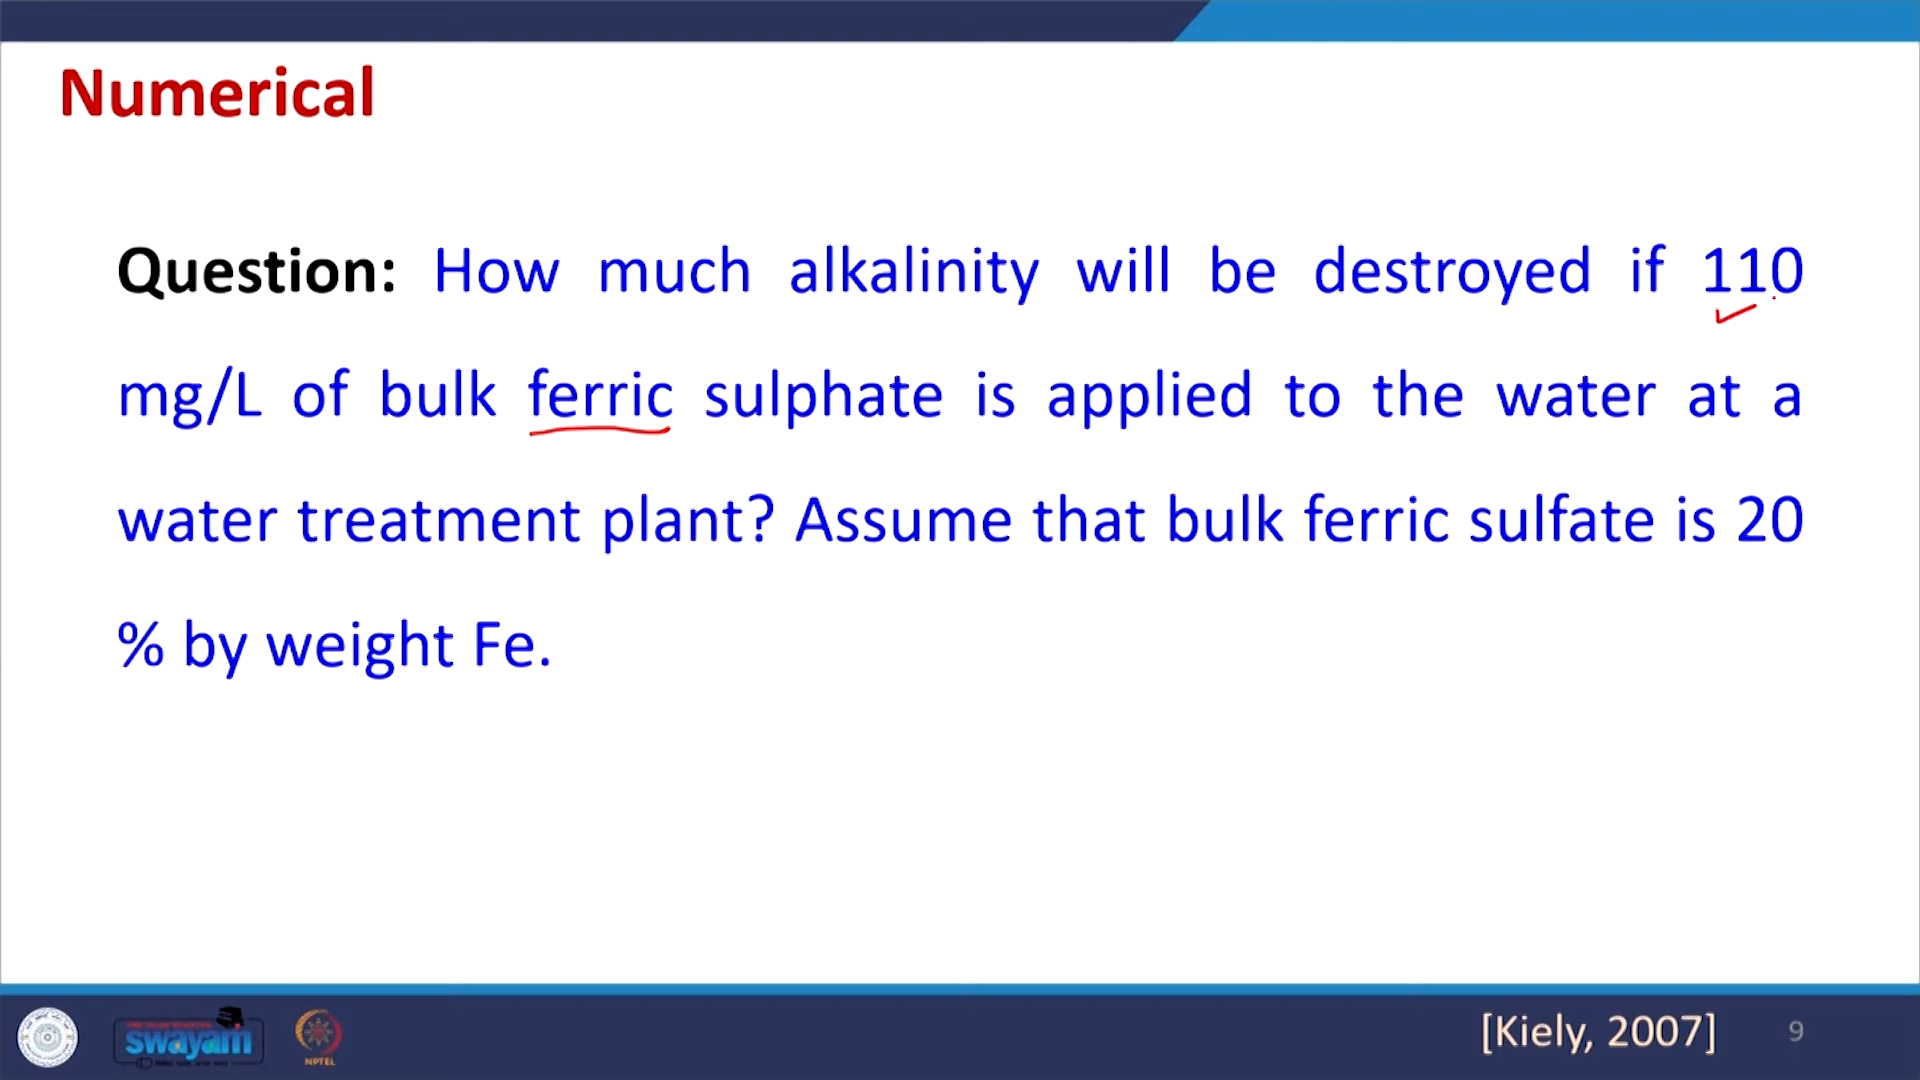 Numerical
Question: How much alkalinity will be destroyed if 110
mg/L of bulk ferric sulphate is applied to the water at a
water treatment plant? Assume that bulk ferric sulfate is 20
% by weight Fe.
swayam
NPTEL
[Kiely, 2007]
9